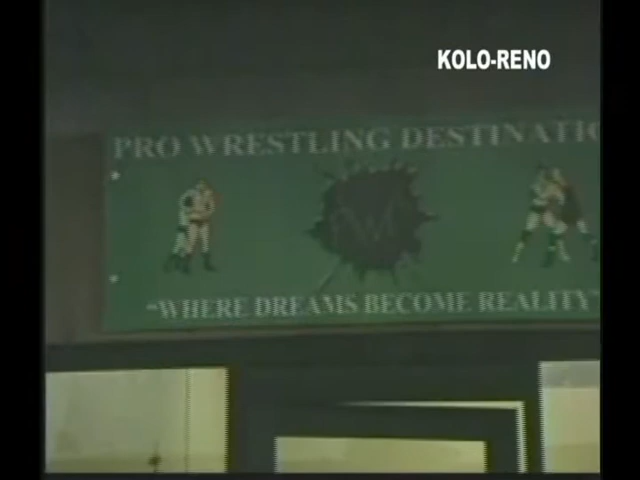 KOLO-RENO
PRO WRESTLING DESTINATIO
"WHERE DREAMS BECOME REALITY"